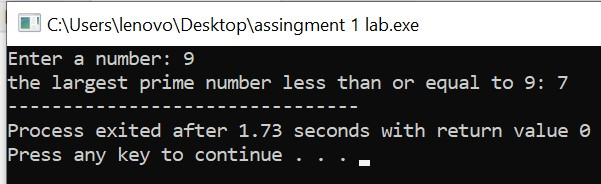 C:\Users\lenovo\Desktop\assingment 1 lab.exe
Enter a number: 9
the largest prime number less than or equal to 9: 7
--------------------------------
Process exited after 1.73 seconds with return value 0
Press any key to continue . . .